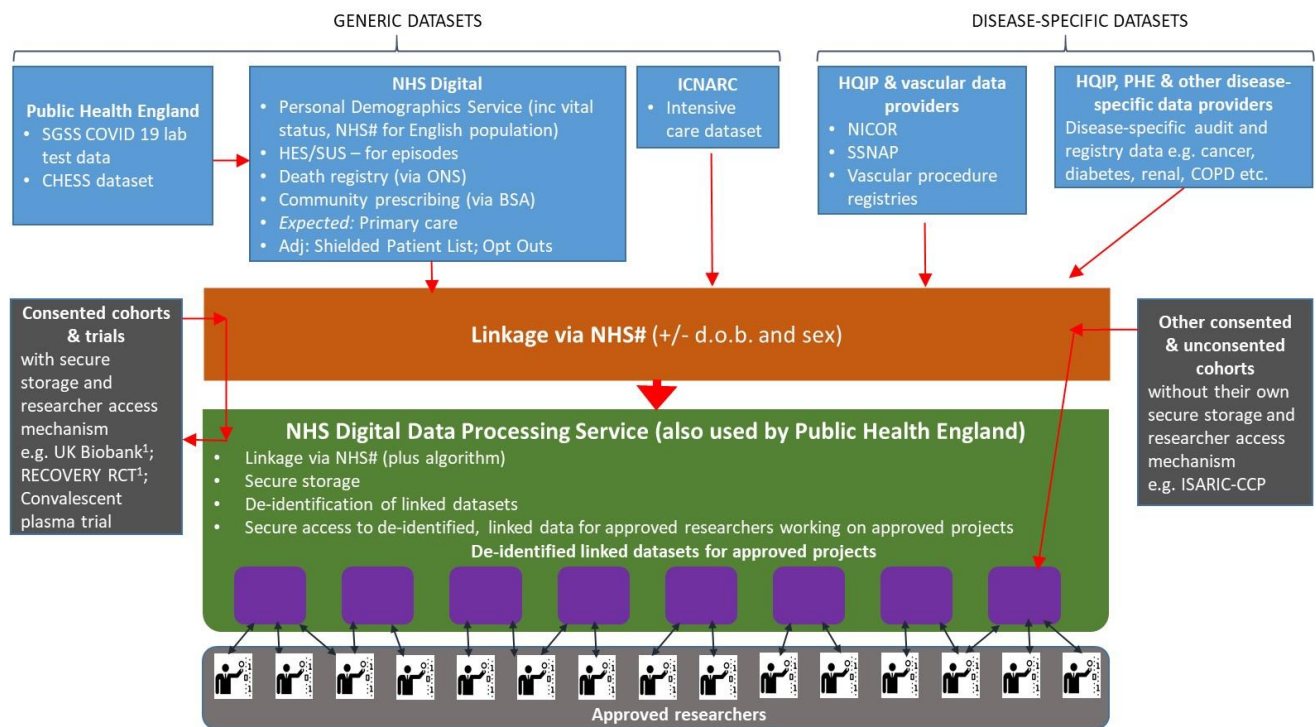 GENERIC DATASETS
DISEASE-SPECIFIC DATASETS
Public Health England
• SGSS COVID 19 lab
test data
• CHESS dataset
NHS Digital
• Personal Demographics Service (inc vital
status, NHS# for English population)
• HES/SUS – for episodes
• Death registry (via ONS)
• Community prescribing (via BSA)
• Expected: Primary care
• Adj: Shielded Patient List; Opt Outs
ICNARC
• Intensive
care dataset
HQIP & vascular data
providers
• NICOR
• SSNAP
• Vascular procedure
registries
HQIP, PHE & other disease-
specific data providers
Disease-specific audit and
registry data e.g. cancer,
diabetes, renal, COPD etc.
Linkage via NHS# (+/- d.o.b. and sex)
Consented cohorts
& trials
with secure
storage and
researcher access
mechanism
e.g. UK Biobank¹;
RECOVERY RCT¹;
Convalescent
plasma trial
Other consented
& unconsented
cohorts
without their own
secure storage and
researcher access
mechanism
e.g. ISARIC-CCP
NHS Digital Data Processing Service (also used by Public Health England)
• Linkage via NHS# (plus algorithm)
• Secure storage
• De-identification of linked datasets
• Secure access to de-identified, linked data for approved researchers working on approved projects
De-identified linked datasets for approved projects
Approved researchers